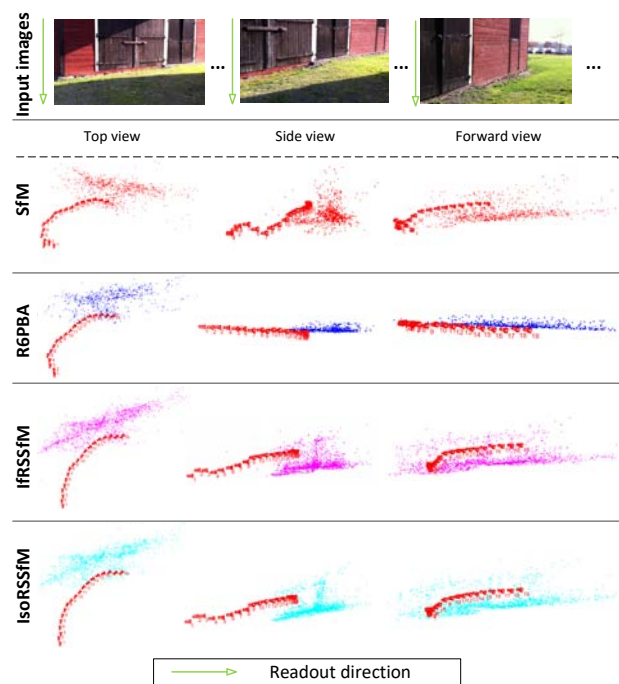 Input images
... ... ...
Top view Side view Forward view
SfM
R6PBA
IfRSSfM
IsoRSSfM
Readout direction